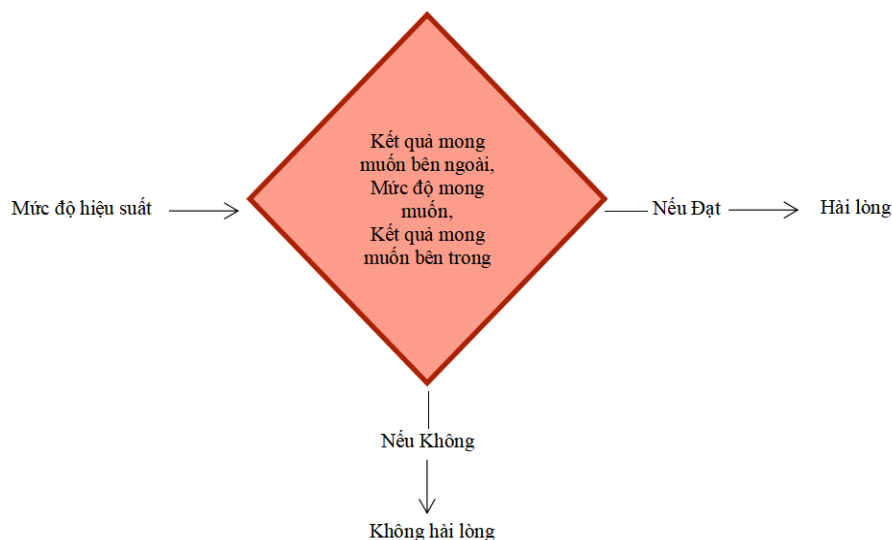 Kết quả mong
muốn bên ngoài,
Mức độ mong
muốn,
Kết quả mong
muốn bên trong
Mức độ hiệu suất
Nếu Đạt
Hài lòng
Nếu Không
Không hài lòng